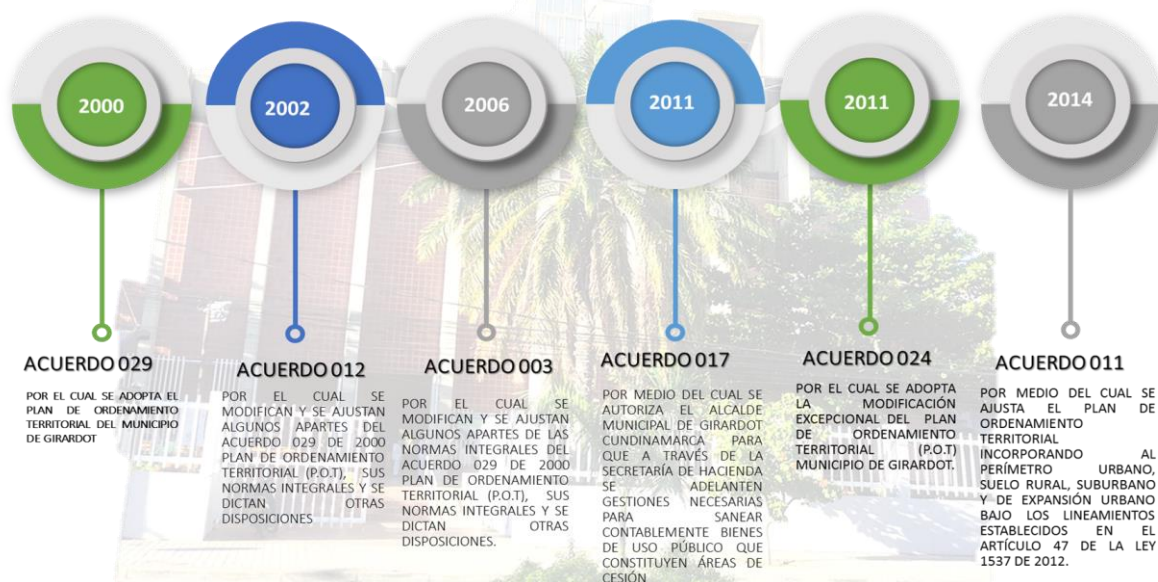 2000
2002
2006
2011
2011
2014
ACUERDO 029
POR EL CUAL SE ADOPTA EL
PLAN DE ORDENAMIENTO
TERRITORIAL DEL MUNICIPIO
DE GIRARDOT
ACUERDO 012
POR EL CUAL SE
MODIFICAN Y SE AJUSTAN
ALGUNOS APARTES DEL
ACUERDO 029 DE 2000
PLAN DE ORDENAMIENTO
TERRITORIAL (P.O.T), SUS
NORMAS INTEGRALES Y SE
DICTAN OTRAS
DISPOSICIONES
ACUERDO 003
POR EL CUAL SE
MODIFICAN Y SE AJUSTAN
ALGUNOS APARTES DE LAS
NORMAS INTEGRALES DEL
ACUERDO 029 DE 2000
PLAN DE ORDENAMIENTO
TERRITORIAL (P.O.T), SUS
NORMAS INTEGRALES Y SE
DICTAN OTRAS
DISPOSICIONES.
ACUERDO 017
POR MEDIO DEL CUAL SE
AUTORIZA EL ALCALDE
MUNICIPAL DE GIRARDOT
CUNDINAMARCA PARA
QUE A TRAVÉS DE LA
SECRETARÍA DE HACIENDA
SE ADELANTEN
GESTIONES NECESARIAS
PARA SANEAR
CONTABLEMENTE BIENES
DE USO PÚBLICO QUE
CONSTITUYEN ÁREAS DE
CESIÓN
ACUERDO 024
POR EL CUAL SE ADOPTA
LA MODIFICACIÓN
EXCEPCIONAL DEL PLAN
DE ORDENAMIENTO
TERRITORIAL (P.O.T)
MUNICIPIO DE GIRARDOT.
ACUERDO 011
POR MEDIO DEL CUAL SE
AJUSTA EL PLAN DE
ORDENAMIENTO
TERRITORIAL
INCORPORANDO AL
PERÍMETRO URBANO,
SUELO RURAL, SUBURBANO
Y DE EXPANSIÓN URBANO
BAJO LOS LINEAMIENTOS
ESTABLECIDOS EN EL
ARTÍCULO 47 DE LA LEY
1537 DE 2012.